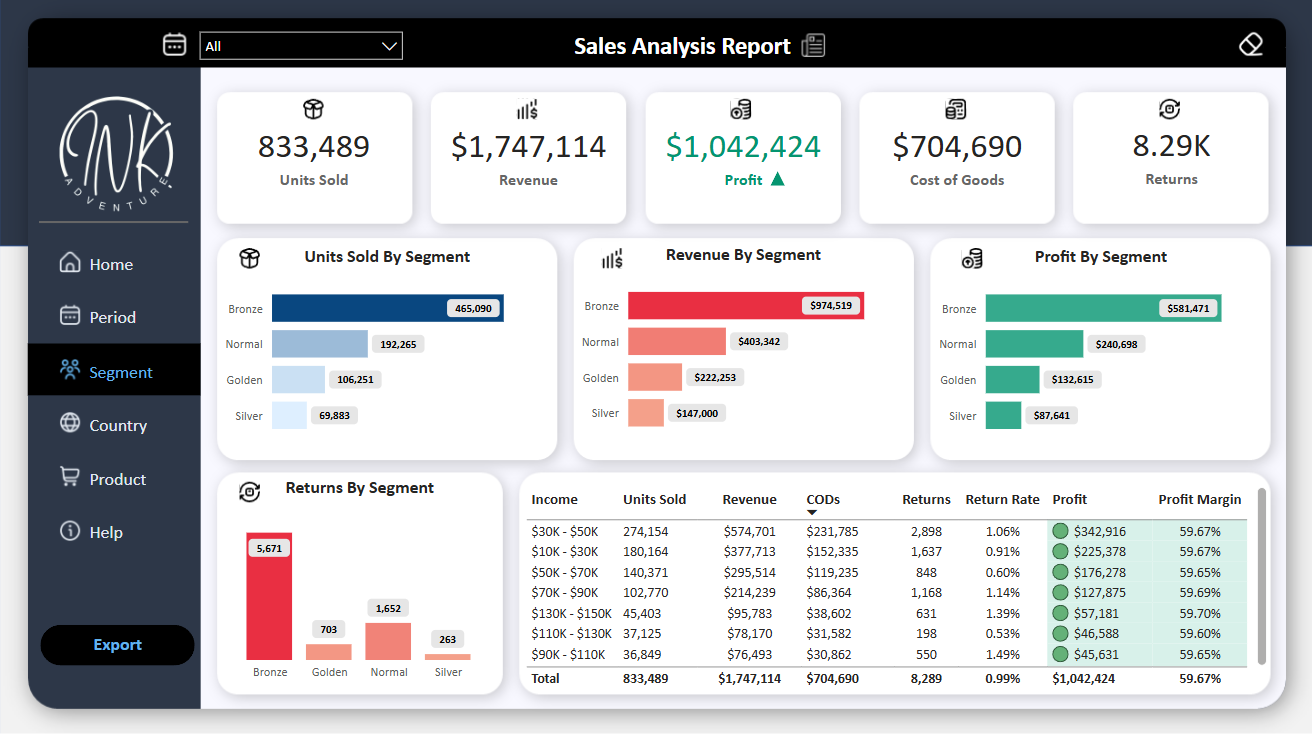 All
Sales Analysis Report
NK
ADVENTURE
Home
Period
Segment
Country
Product
Help
Export
833,489
Units Sold
$1,747,114
Revenue
$1,042,424
Profit ▲
$704,690
Cost of Goods
8.29K
Returns
Units Sold By Segment
Bronze 465,090
Normal 192,265
Golden 106,251
Silver 69,883
Revenue By Segment
Bronze $974,519
Normal $403,342
Golden $222,253
Silver $147,000
Profit By Segment
Bronze $581,471
Normal $240,698
Golden $132,615
Silver $87,641
Returns By Segment
5,671 703 1,652 263
Bronze Golden Normal Silver
Income Units Sold Revenue CODs Returns Return Rate Profit Profit Margin
$30K - $50K 274,154 $574,701 $231,785 2,898 1.06% $342,916 59.67%
$10K - $30K 180,164 $377,713 $152,335 1,637 0.91% $225,378 59.67%
$50K - $70K 140,371 $295,514 $119,235 848 0.60% $176,278 59.65%
$70K - $90K 102,770 $214,239 $86,364 1,168 1.14% $127,875 59.69%
$130K - $150K 45,403 $95,783 $38,602 631 1.39% $57,181 59.70%
$110K - $130K 37,125 $78,170 $31,582 198 0.53% $46,588 59.60%
$90K - $110K 36,849 $76,493 $30,862 550 1.49% $45,631 59.65%
Total 833,489 $1,747,114 $704,690 8,289 0.99% $1,042,424 59.67%